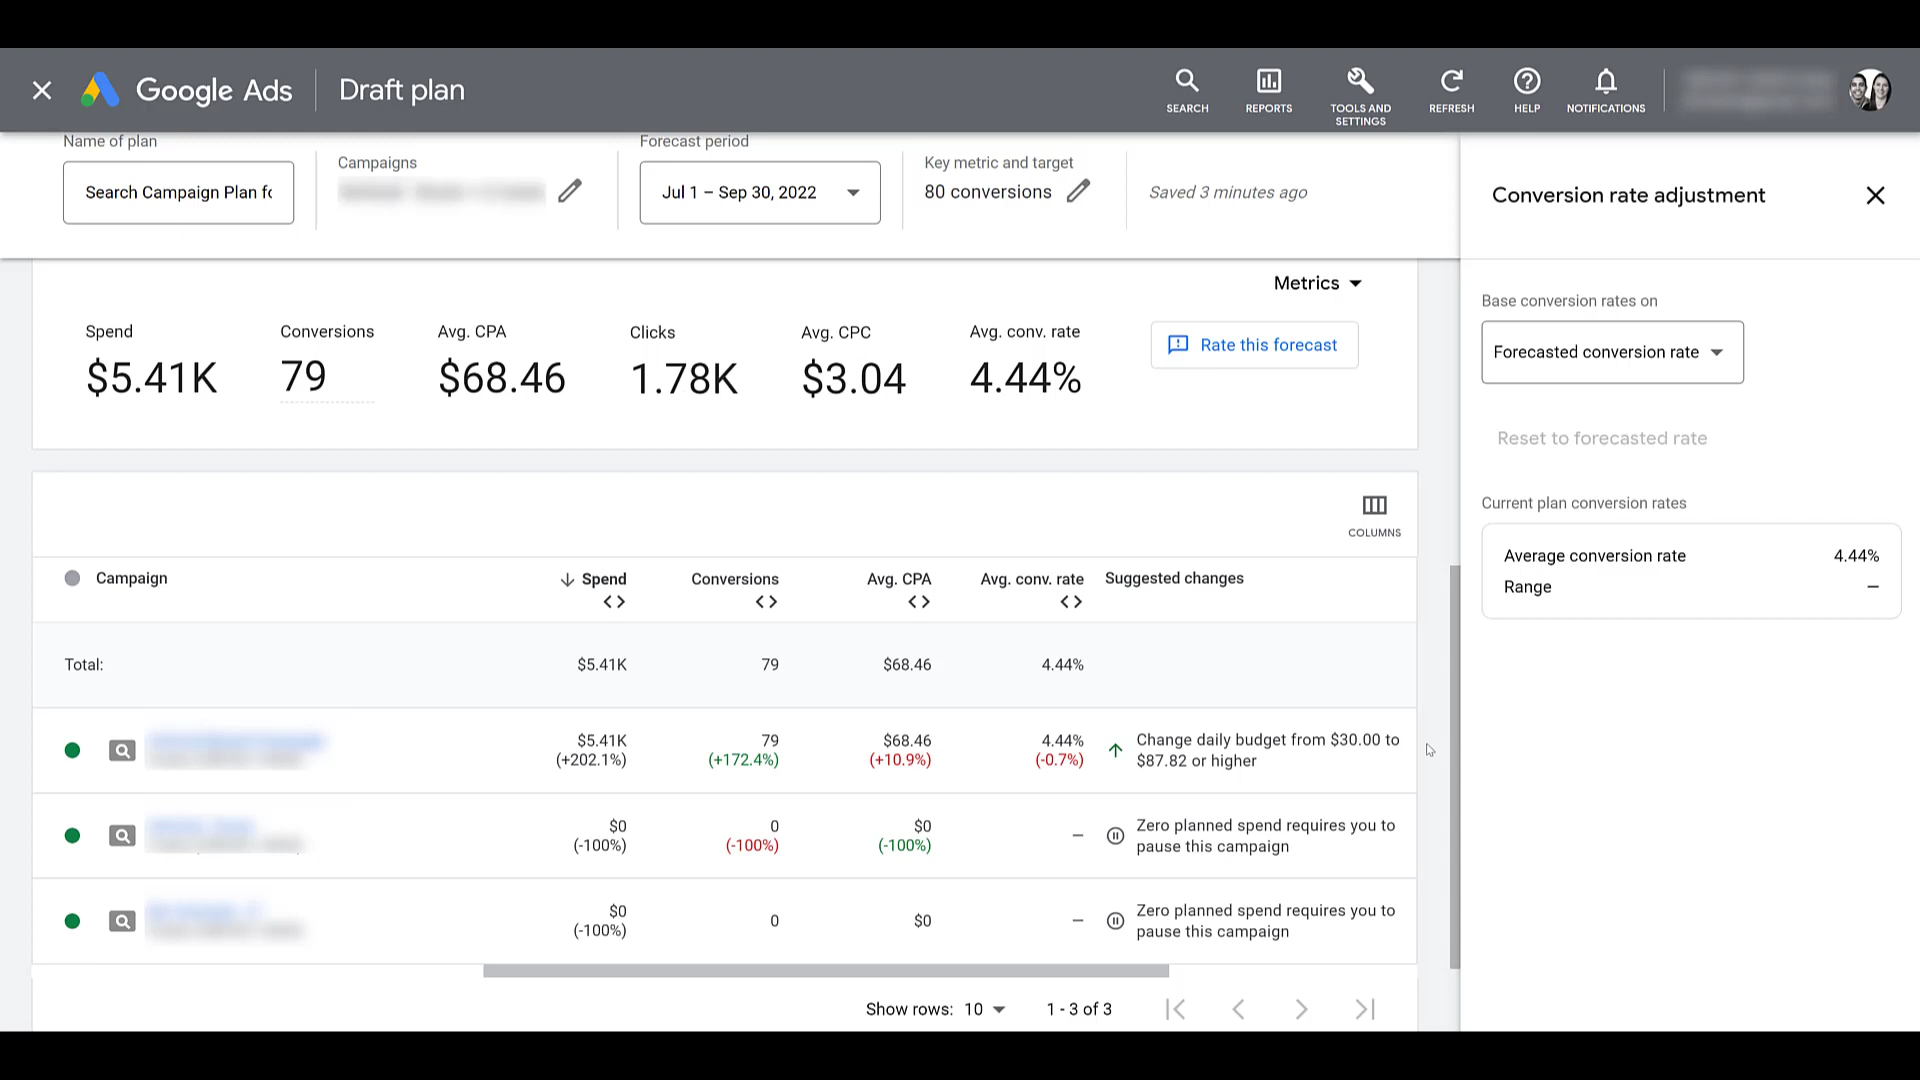 Google Ads
Draft plan
SEARCH
REPORTS
TOOLS AND
SETTINGS
REFRESH
HELP
NOTIFICATIONS
Name of plan
Search Campaign Plan fo
Campaigns
Forecast period
Jul 1 – Sep 30, 2022
Key metric and target
80 conversions
Saved 3 minutes ago
Metrics
Spend
$5.41K
Conversions
79
Avg. CPA
$68.46
Clicks
1.78K
Avg. CPC
$3.04
Avg. conv. rate
4.44%
Rate this forecast
COLUMNS
Campaign Spend Conversions Avg. CPA Avg. conv. rate Suggested changes
Total: $5.41K 79 $68.46 4.44%
$5.41K 79 $68.46 4.44% Change daily budget from $30.00 to
(+202.1%) (+172.4%) (+10.9%) (-0.7%) $87.82 or higher
$0 0 $0 – Zero planned spend requires you to
(-100%) (-100%) (-100%) pause this campaign
$0 0 $0 – Zero planned spend requires you to
(-100%) pause this campaign
Show rows: 10 1 - 3 of 3
Conversion rate adjustment
Base conversion rates on
Forecasted conversion rate
Reset to forecasted rate
Current plan conversion rates
Average conversion rate 4.44%
Range –